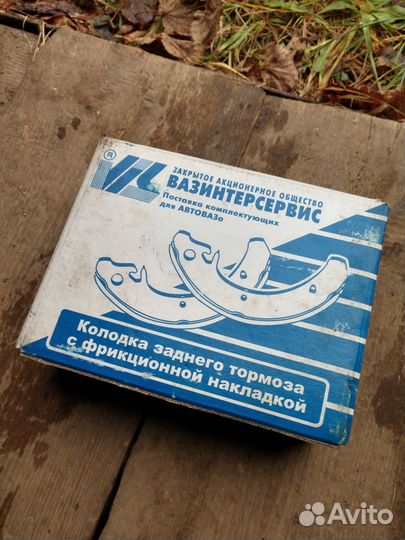 ®
ЗАКРЫТОЕ АКЦИОНЕРНОЕ ОБЩЕСТВО
ВАЗИНТЕРСЕРВИС
Поставка комплектующих
для АВТОВАЗа
Колодка заднего тормоза
с фрикционной накладкой
Avito